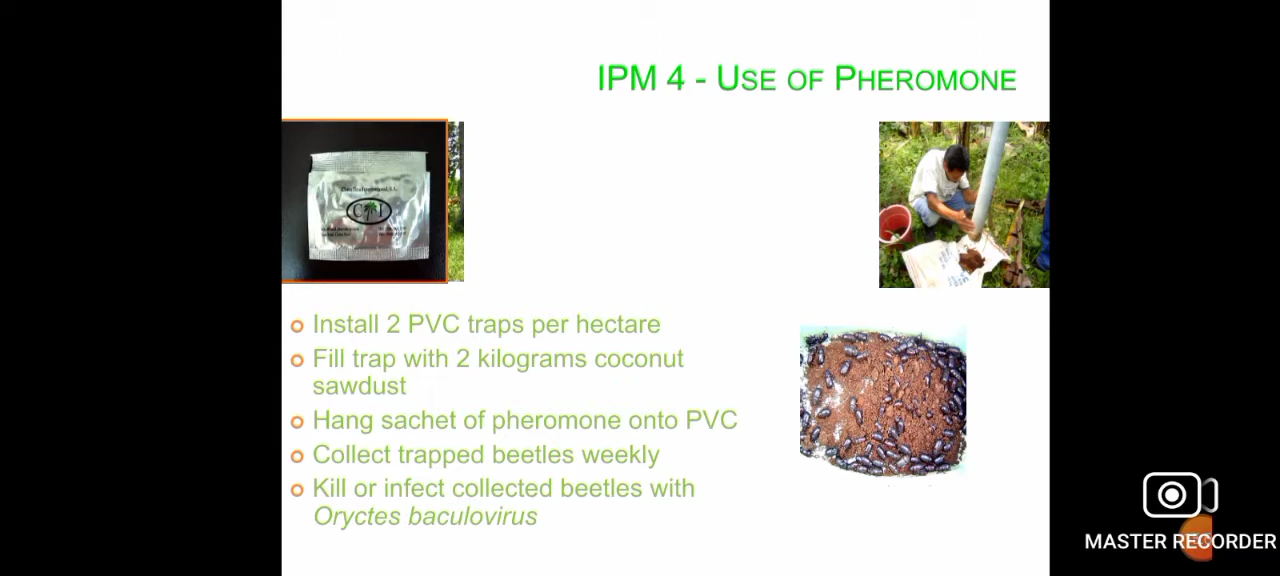 IPM 4 - USE OF PHEROMONE
C I
Install 2 PVC traps per hectare
Fill trap with 2 kilograms coconut
sawdust
Hang sachet of pheromone onto PVC
Collect trapped beetles weekly
Kill or infect collected beetles with
Oryctes baculovirus
MASTER RECORDER